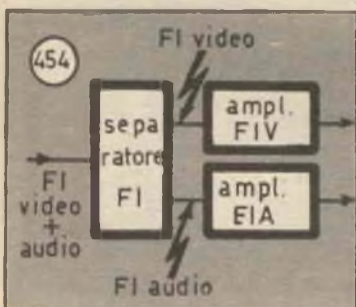 454
FI video
sepa
ratore
FI
ampl.
FIV
FI
video
+
audio
ampl.
FIA
FI audio